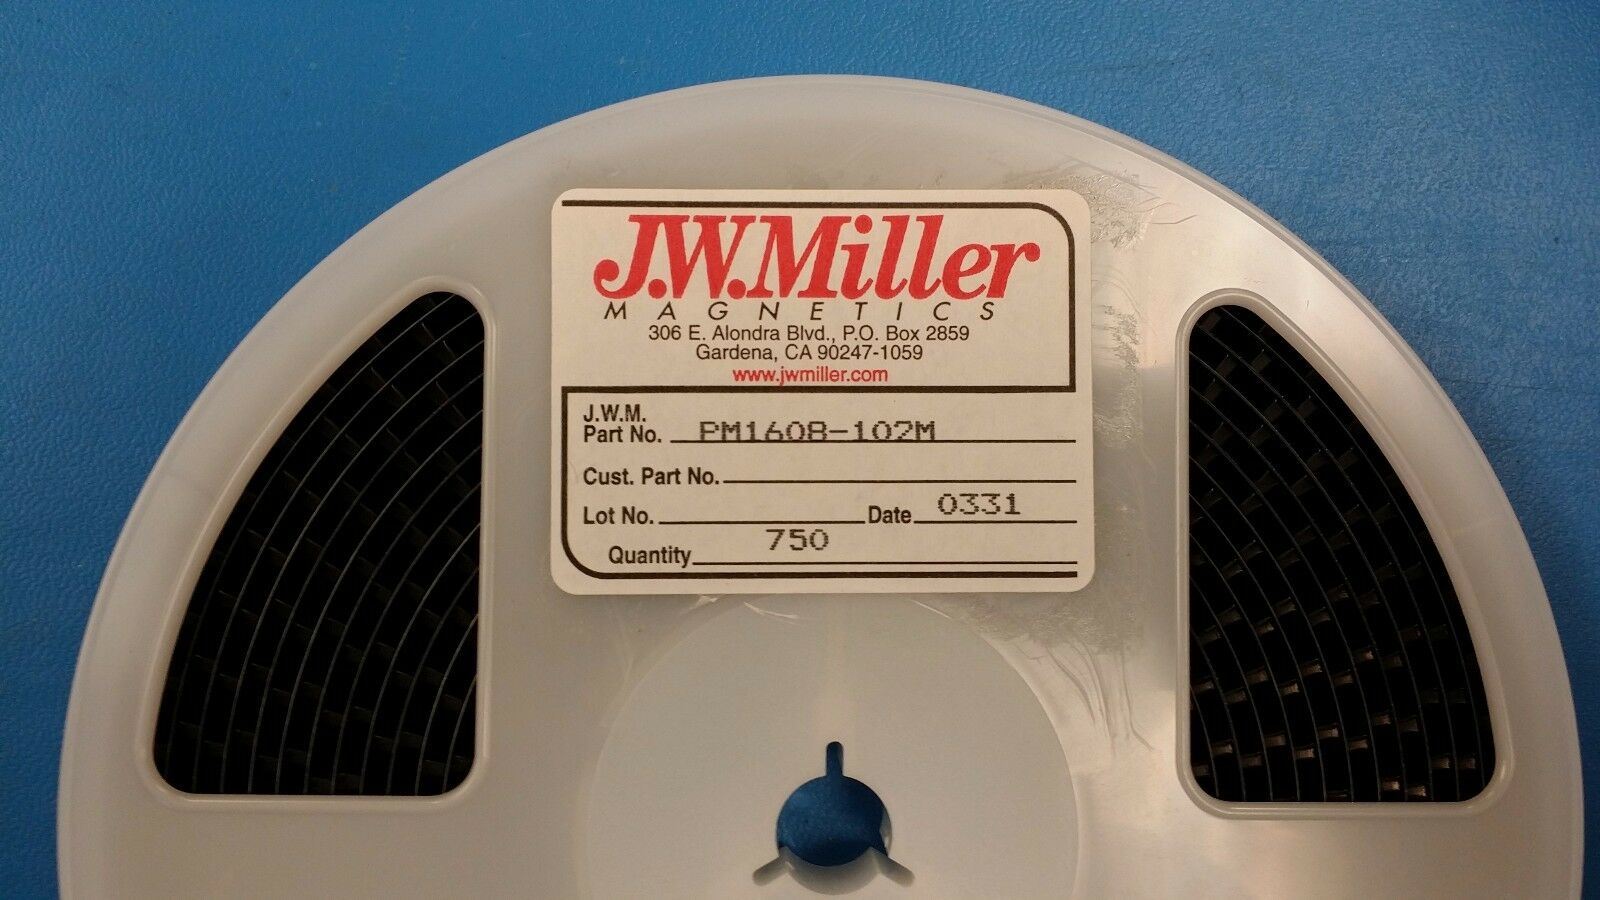 J.W.Miller
MAGNETICS
306 E. Alondra Blvd., P.O. Box 2859
Gardena, CA 90247-1059
www.jwmiller.com
J.W.M.
Part No. PM1608-102M
Cust. Part No.
Lot No. Date 0331
Quantity 750